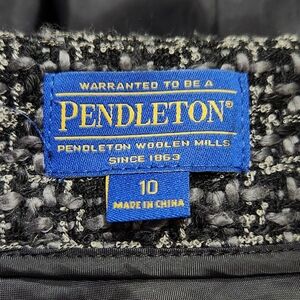 WARRANTED TO BE A
PENDLETON®
PENDLETON WOOLEN MILLS
SINCE 1863
10
MADE IN CHINA